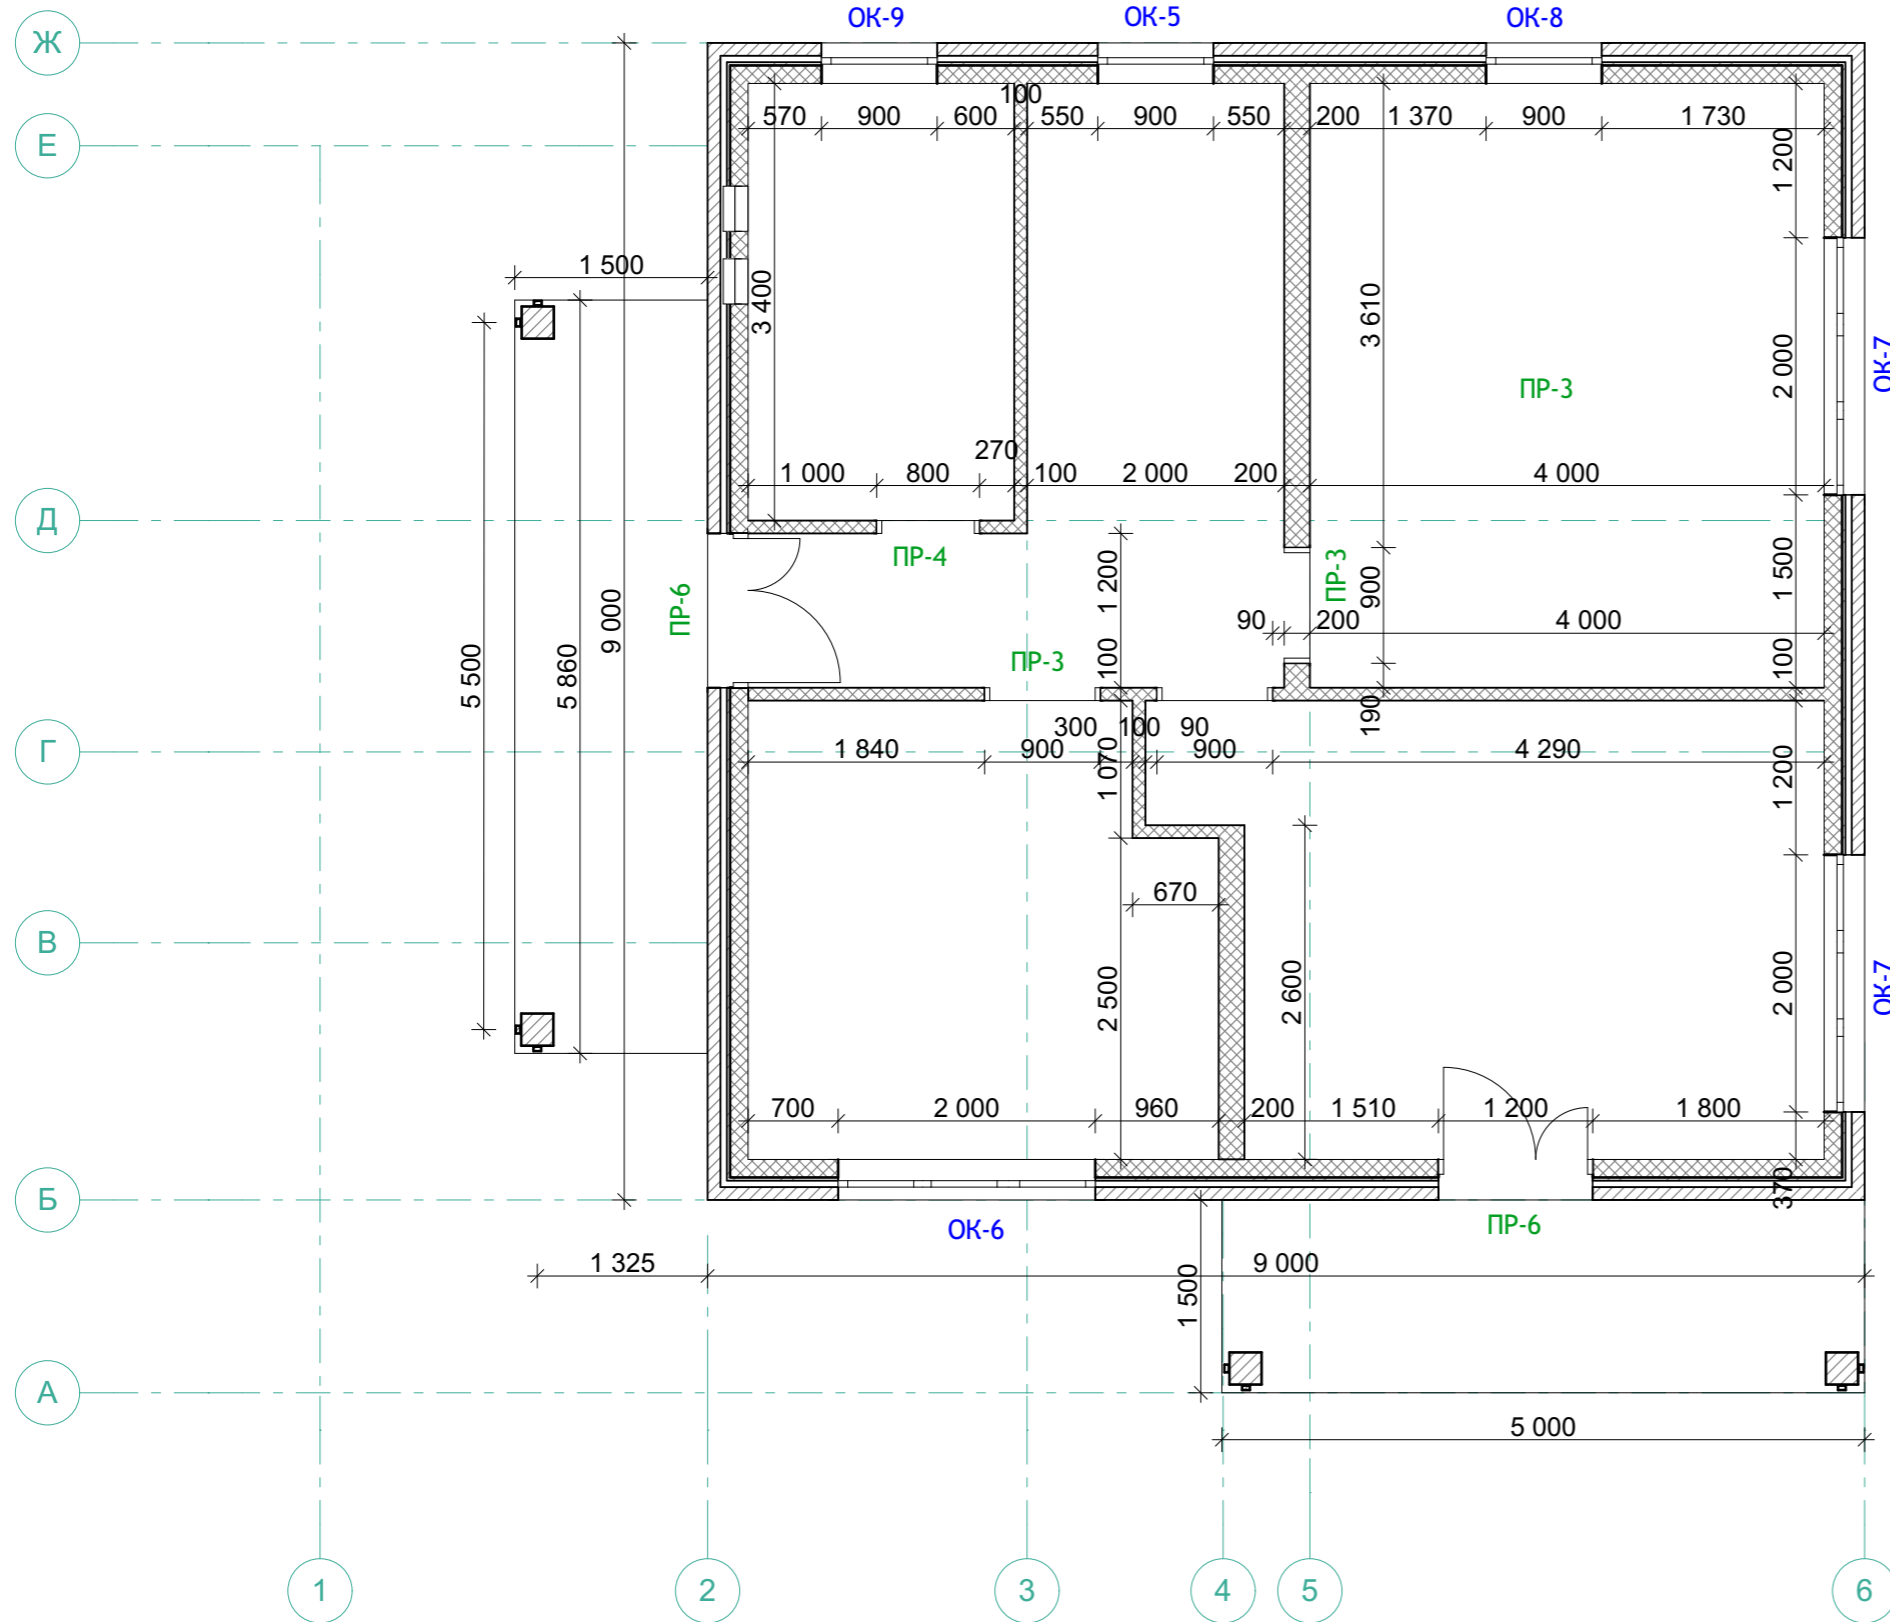 ОК-9 ОК-5 ОК-8
Ж
100
570 900 600 550 900 550 200 1 370 900 1 730
Е
1 200
1 500
3 400
3 610
2 000
ОК-7
ПР-3
270
1 000 800 100 2 000 200 4 000
Д
ПР-4
1 200
ПР-3
900
1 500
ПР-6
9 000
90 200 4 000
5 500
5 860
ПР-3
100
100
190
300 100 90
Г
1 840 900 1 070 900 4 290
1 200
670
В
2 500
2 600
2 000
ОК-7
700 2 000 960 200 1 510 1 200 1 800
370
Б
ОК-6 ПР-6
1 325 9 000
1 500
А
5 000
1 2 3 4 5 6